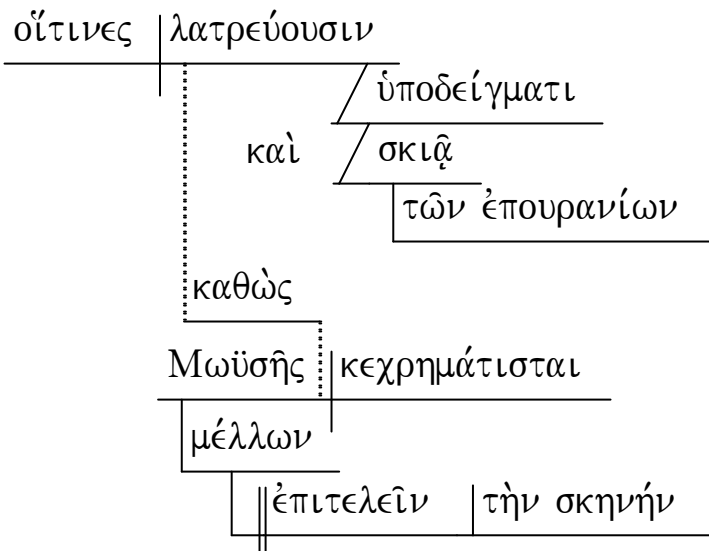 οἵτινες λατρεύουσιν
ὑποδείγματι
καὶ σκιᾷ
τῶν ἐπουρανίων
καθὼς
Μωϋσῆς κεχρημάτισται
μέλλων
ἐπιτελεῖν τὴν σκηνήν